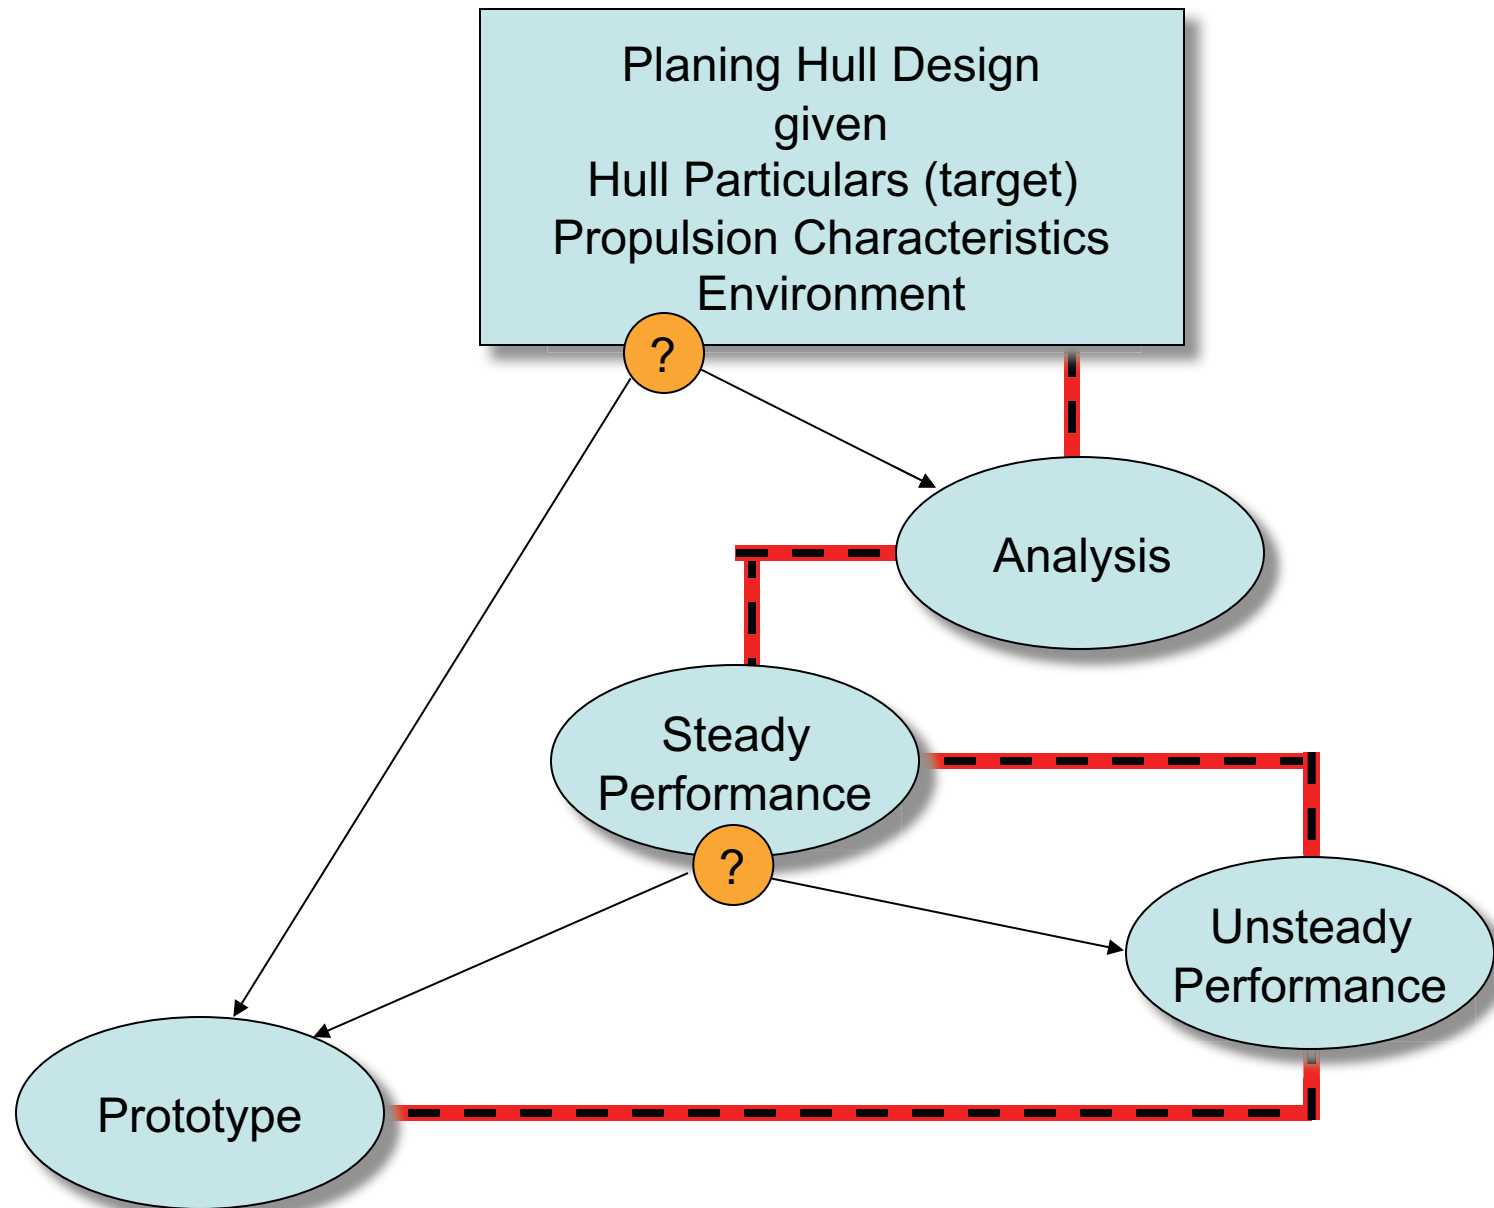 Planing Hull Design
given
Hull Particulars (target)
Propulsion Characteristics
Environment
?
Analysis
Steady
Performance
?
Unsteady
Performance
Prototype